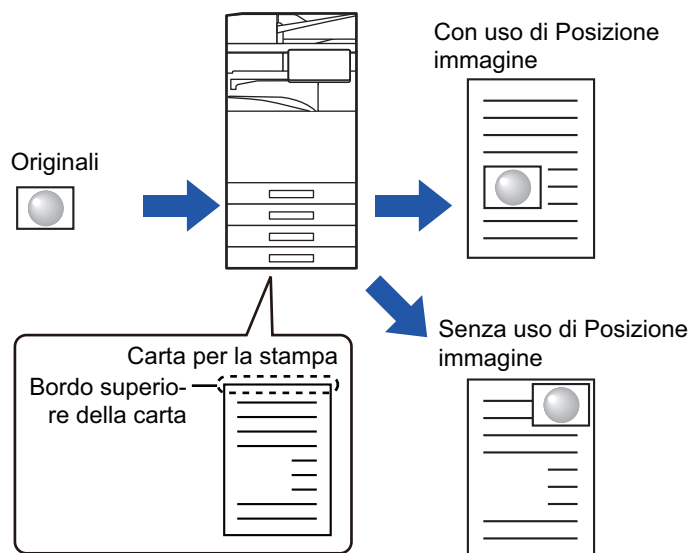 Con uso di Posizione
immagine
Originali
Senza uso di Posizione
immagine
Carta per la stampa
Bordo superio-
re della carta